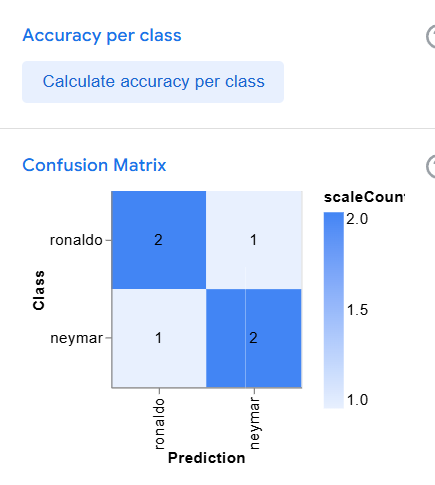 Accuracy per class
Calculate accuracy per class
Confusion Matrix
scaleCoun
2.0
1.5
1.0
Class
ronaldo
2
1
neymar
1
2
ronaldo
neymar
Prediction